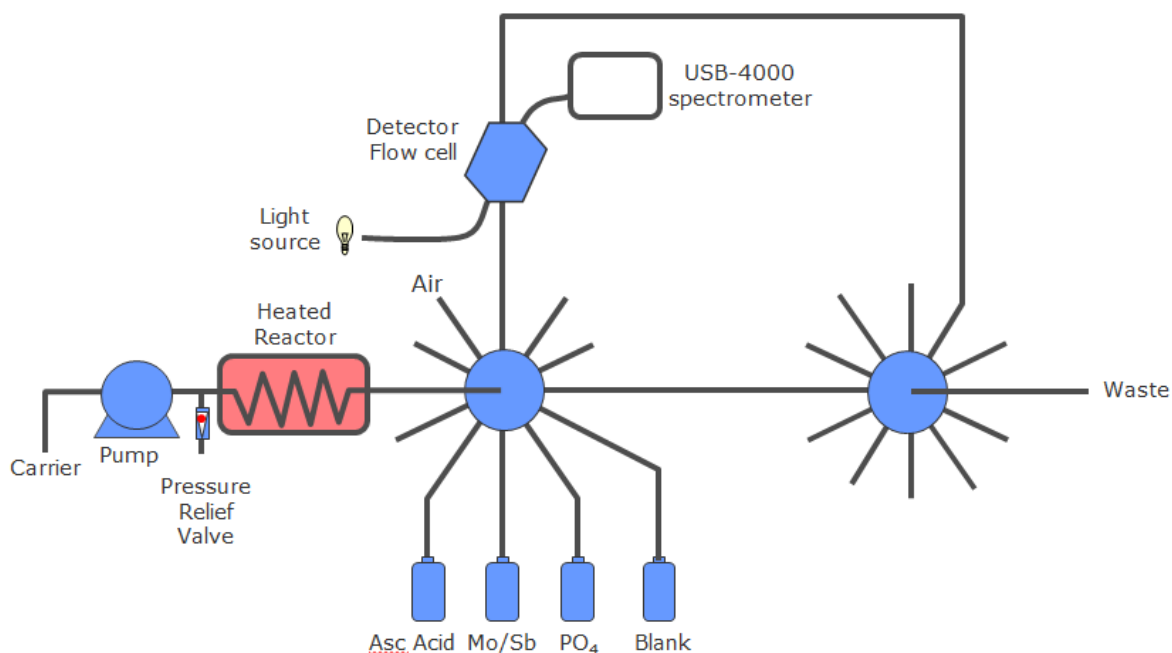 USB-4000
spectrometer
Detector
Flow cell
Light
source
Air
Heated
Reactor
Waste
Carrier
Pump
Pressure
Relief
Valve
Asc Acid
Mo/Sb
PO₄
Blank